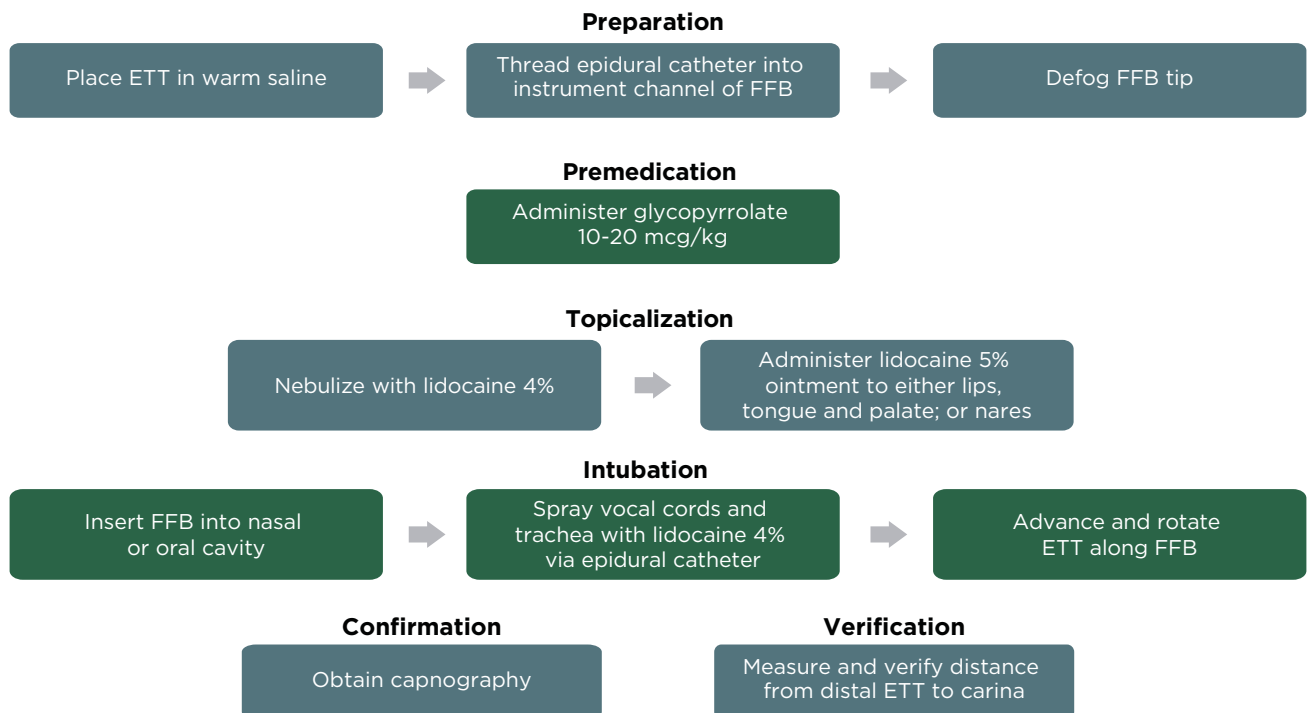 Preparation
Place ETT in warm saline
Thread epidural catheter into
instrument channel of FFB
Defog FFB tip
Premedication
Administer glycopyrrolate
10-20 mcg/kg
Topicalization
Nebulize with lidocaine 4%
Administer lidocaine 5%
ointment to either lips,
tongue and palate; or nares
Intubation
Insert FFB into nasal
or oral cavity
Spray vocal cords and
trachea with lidocaine 4%
via epidural catheter
Advance and rotate
ETT along FFB
Confirmation
Obtain capnography
Verification
Measure and verify distance
from distal ETT to carina